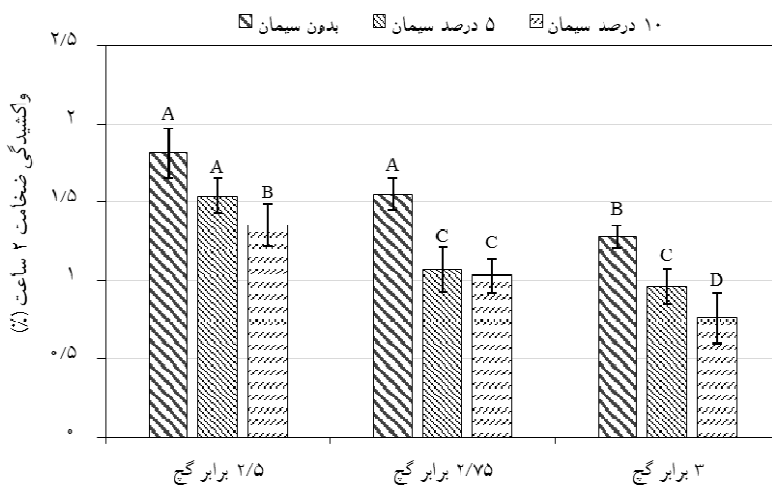 بدون سیمان ۵ درصد سیمان ۱۰ درصد سیمان
واکشیدگی ضخامت ۲ ساعت (%)
۲/۵
۲
۱/۵
۱
۰/۵
۰
A A B
A C C
B C D
۲/۵ برابر گچ ۲/۷۵ برابر گچ ۳ برابر گچ